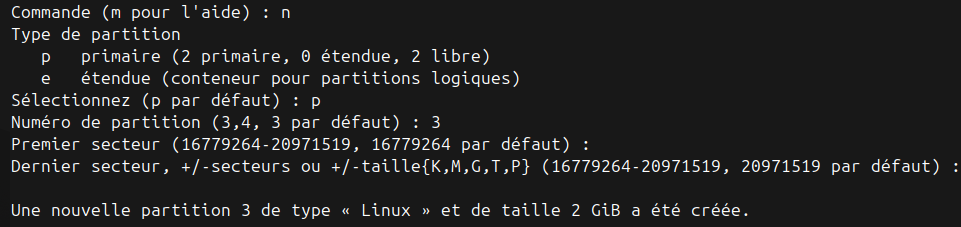 Commande (m pour l'aide) : n
Type de partition
   p   primaire (2 primaire, 0 étendue, 2 libre)
   e   étendue (conteneur pour partitions logiques)
Sélectionnez (p par défaut) : p
Numéro de partition (3,4, 3 par défaut) : 3
Premier secteur (16779264-20971519, 16779264 par défaut) :
Dernier secteur, +/-secteurs ou +/-taille{K,M,G,T,P} (16779264-20971519, 20971519 par défaut) :
Une nouvelle partition 3 de type « Linux » et de taille 2 GiB a été créée.